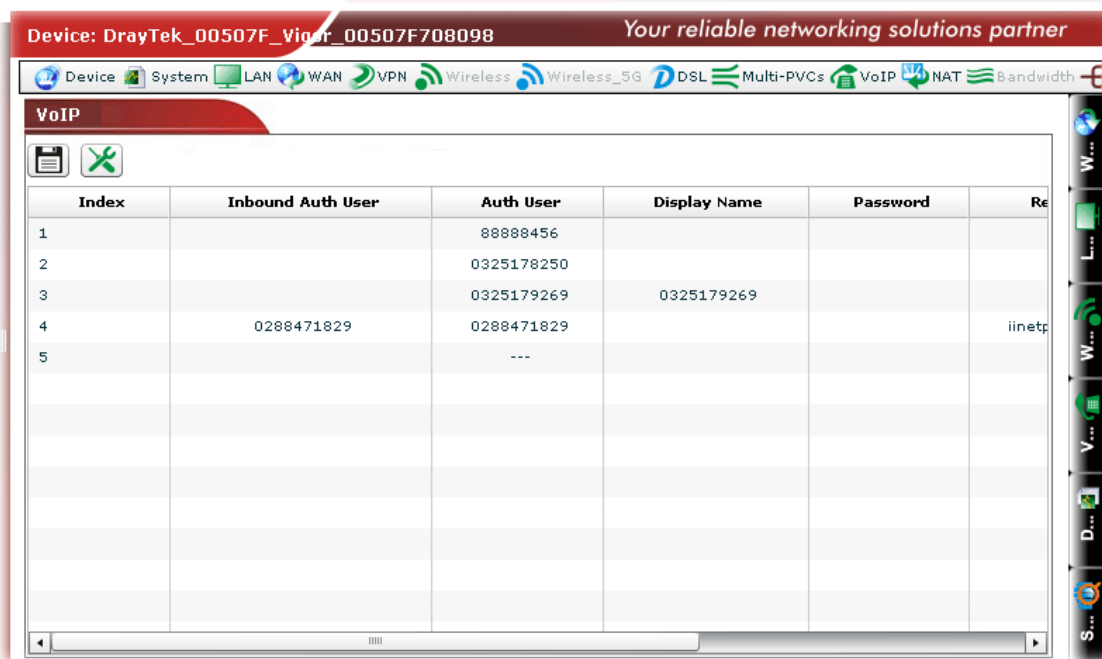 Device: DrayTek_00507F_Vigor_00507F708098
Your reliable networking solutions partner
Device System LAN WAN VPN Wireless Wireless_5G DSL Multi-PVCs VoIP NAT Bandwidth
VoIP
Index Inbound Auth User Auth User Display Name Password Re
1 88888456
2 0325178250
3 0325179269 0325179269
4 0288471829 0288471829 iinetp
5 ---
W...
L...
W...
V...
D...
S...